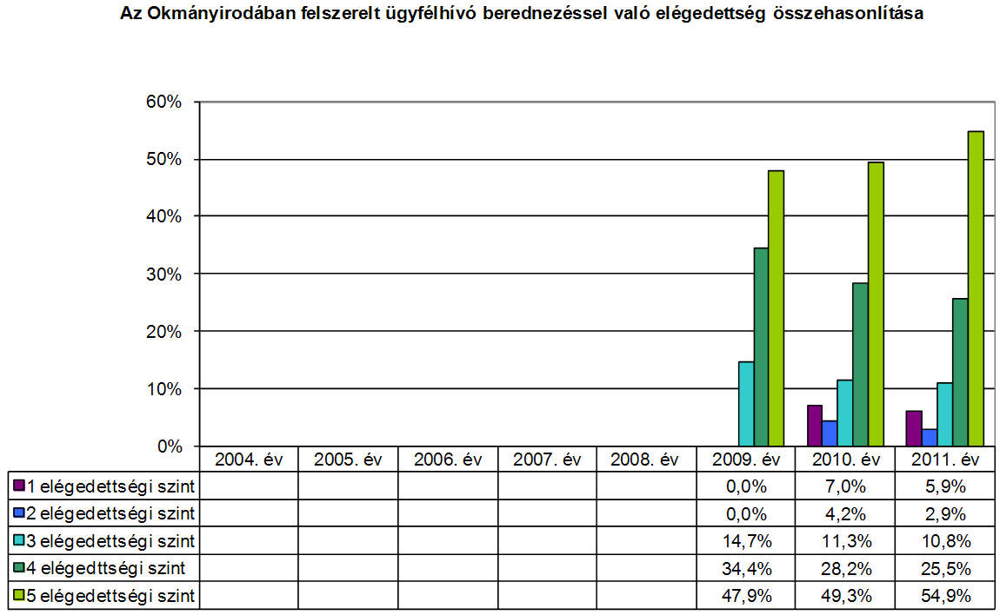 Az Okmányirodában felszerelt ügyfélhívó berednezéssel való elégedettség összehasonlítása
60%
50%
40%
30%
20%
10%
0%
2004. év 2005. év 2006. év 2007. év 2008. év 2009. év 2010. év 2011. év
1 elégedettségi szint 0,0% 7,0% 5,9%
2 elégedettségi szint 0,0% 4,2% 2,9%
3 elégedettségi szint 14,7% 11,3% 10,8%
4 elégedttségi szint 34,4% 28,2% 25,5%
5 elégedettségi szint 47,9% 49,3% 54,9%